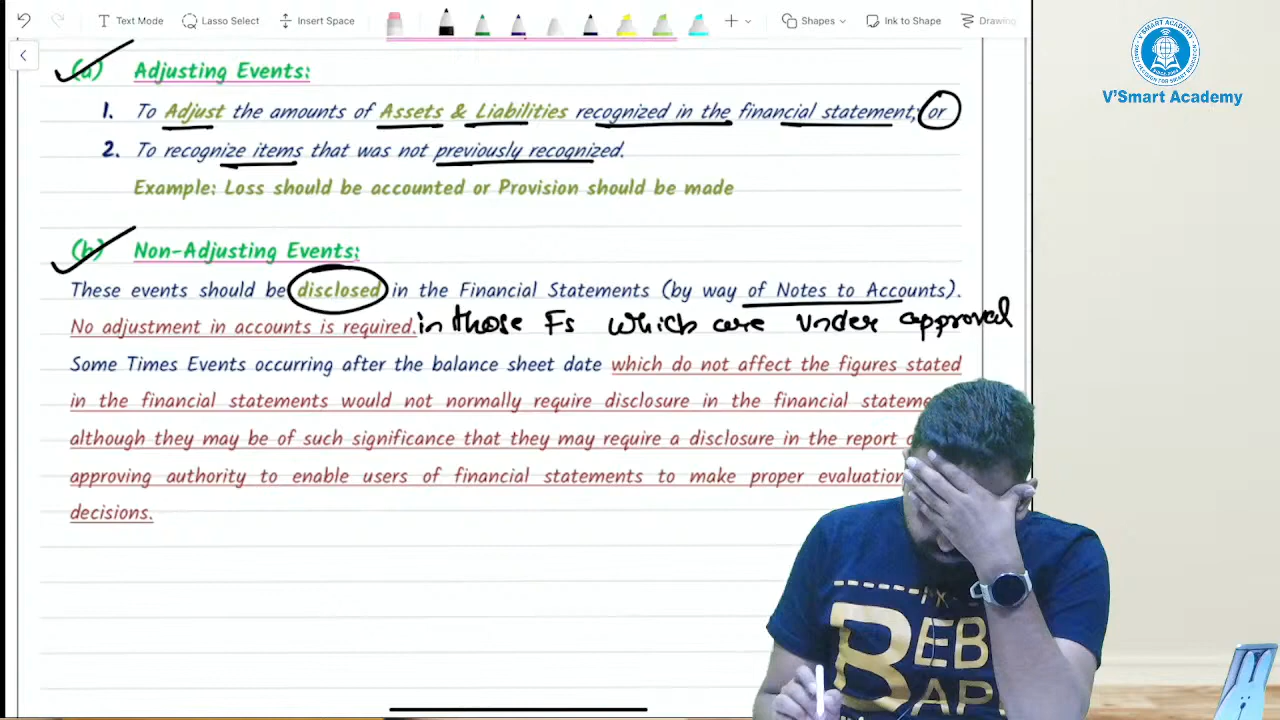 Text Mode Lasso Select Insert Space Shapes Ink to Shape Drawing
V'Smart Academy
(a) Adjusting Events:
1. To Adjust the amounts of Assets & Liabilities recognized in the financial statement; or
2. To recognize items that was not previously recognized.
Example: Loss should be accounted or Provision should be made
(b) Non-Adjusting Events:
These events should be disclosed in the Financial Statements (by way of Notes to Accounts).
No adjustment in accounts is required. in those Fs which are under approval
Some Times Events occurring after the balance sheet date which do not affect the figures stated
in the financial statements would not normally require disclosure in the financial
although they may be of such significance that they may require a disclosure in the report
approving authority to enable users of financial statements to make proper
decisions.
BEB
AP